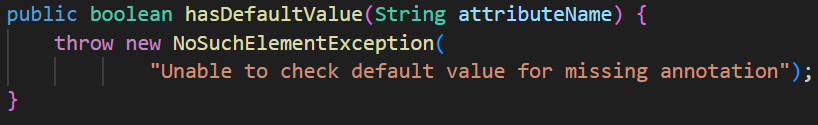 public boolean hasDefaultValue(String attributeName) {
    throw new NoSuchElementException(
            "Unable to check default value for missing annotation");
}